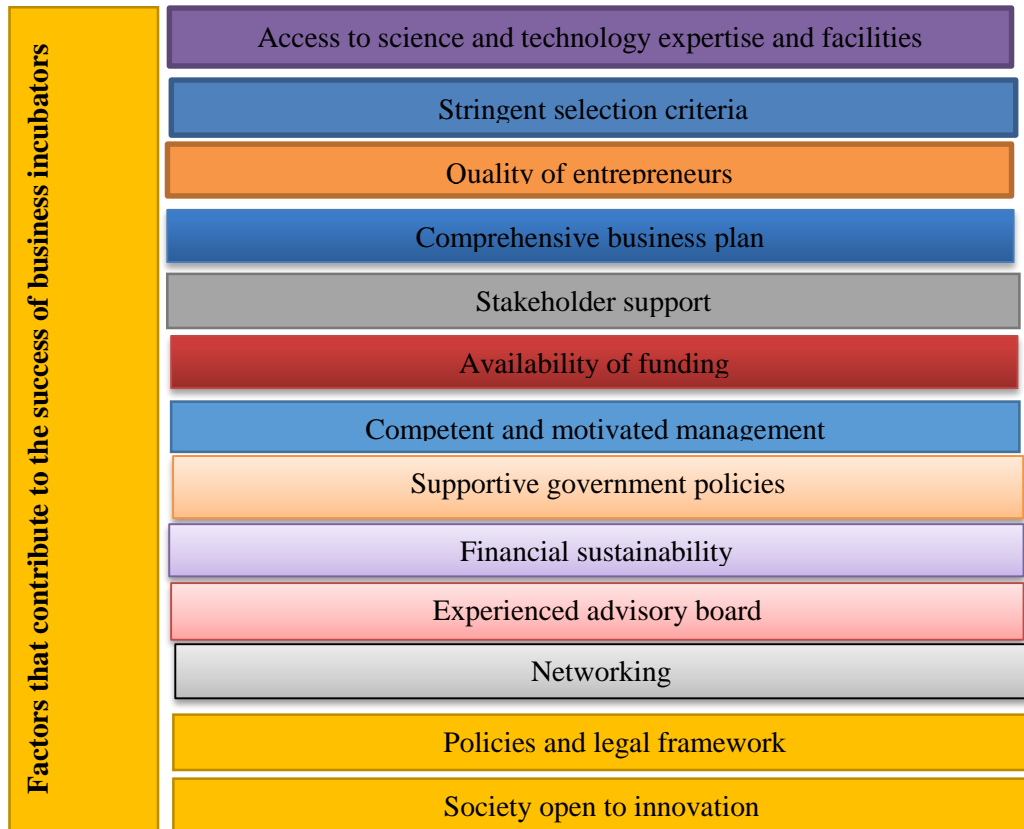 Factors that contribute to the success of business incubators
Access to science and technology expertise and facilities
Stringent selection criteria
Quality of entrepreneurs
Comprehensive business plan
Stakeholder support
Availability of funding
Competent and motivated management
Supportive government policies
Financial sustainability
Experienced advisory board
Networking
Policies and legal framework
Society open to innovation